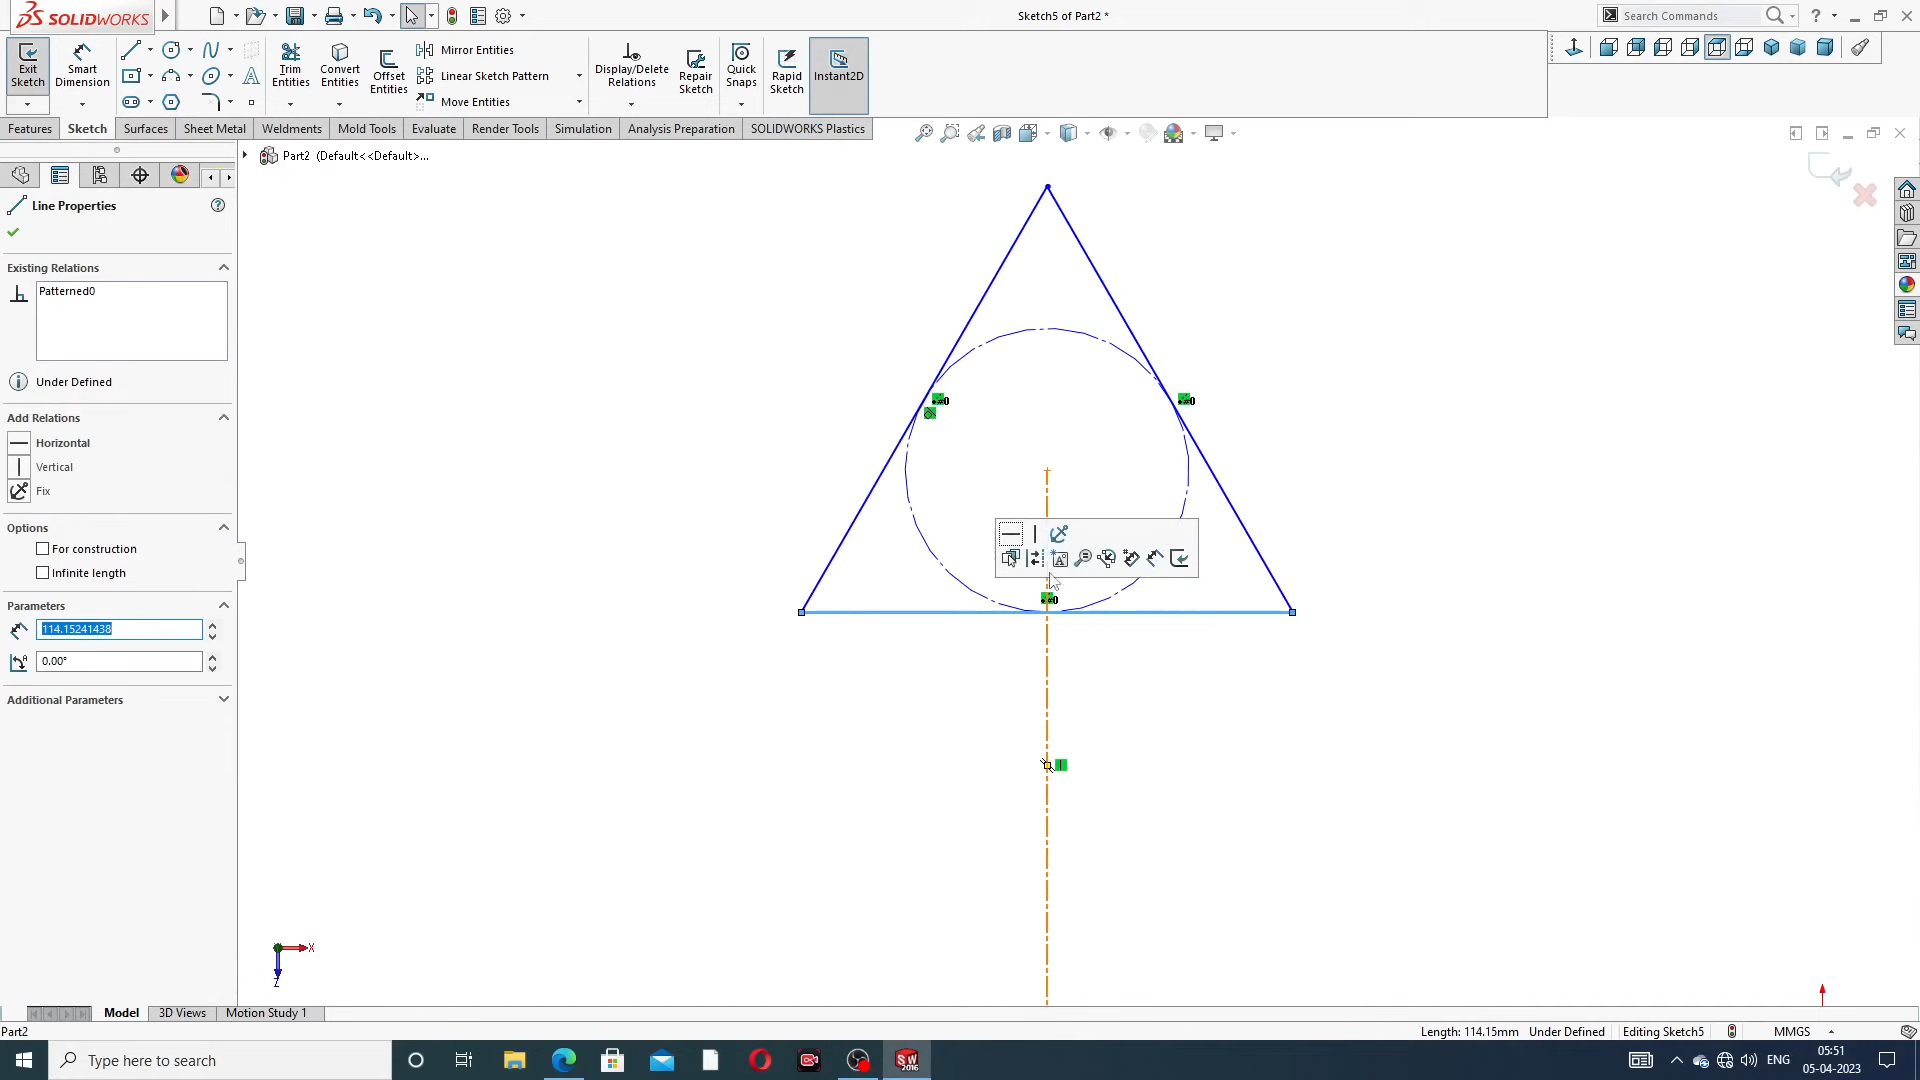 SOLIDWORKS
Sketch5 of Part2 *
Search Commands
Exit Sketch
Smart Dimension
Trim Entities
Convert Entities
Offset Entities
Mirror Entities
Linear Sketch Pattern
Move Entities
Display/Delete Relations
Repair Sketch
Quick Snaps
Rapid Sketch
Instant2D
Features
Sketch
Surfaces
Sheet Metal
Weldments
Mold Tools
Evaluate
Render Tools
Simulation
Analysis Preparation
SOLIDWORKS Plastics
Part2 (Default<<Default>...
Line Properties
Existing Relations
Patterned0
Under Defined
Add Relations
Horizontal
Vertical
Fix
Options
For construction
Infinite length
Parameters
114.15241438
0.00°
Additional Parameters
0
0
0
X
Z
Model
3D Views
Motion Study 1
Part2
Length: 114.15mm
Under Defined
Editing Sketch5
MMGS
Type here to search
SW
2016
ENG
05:51
05-04-2023